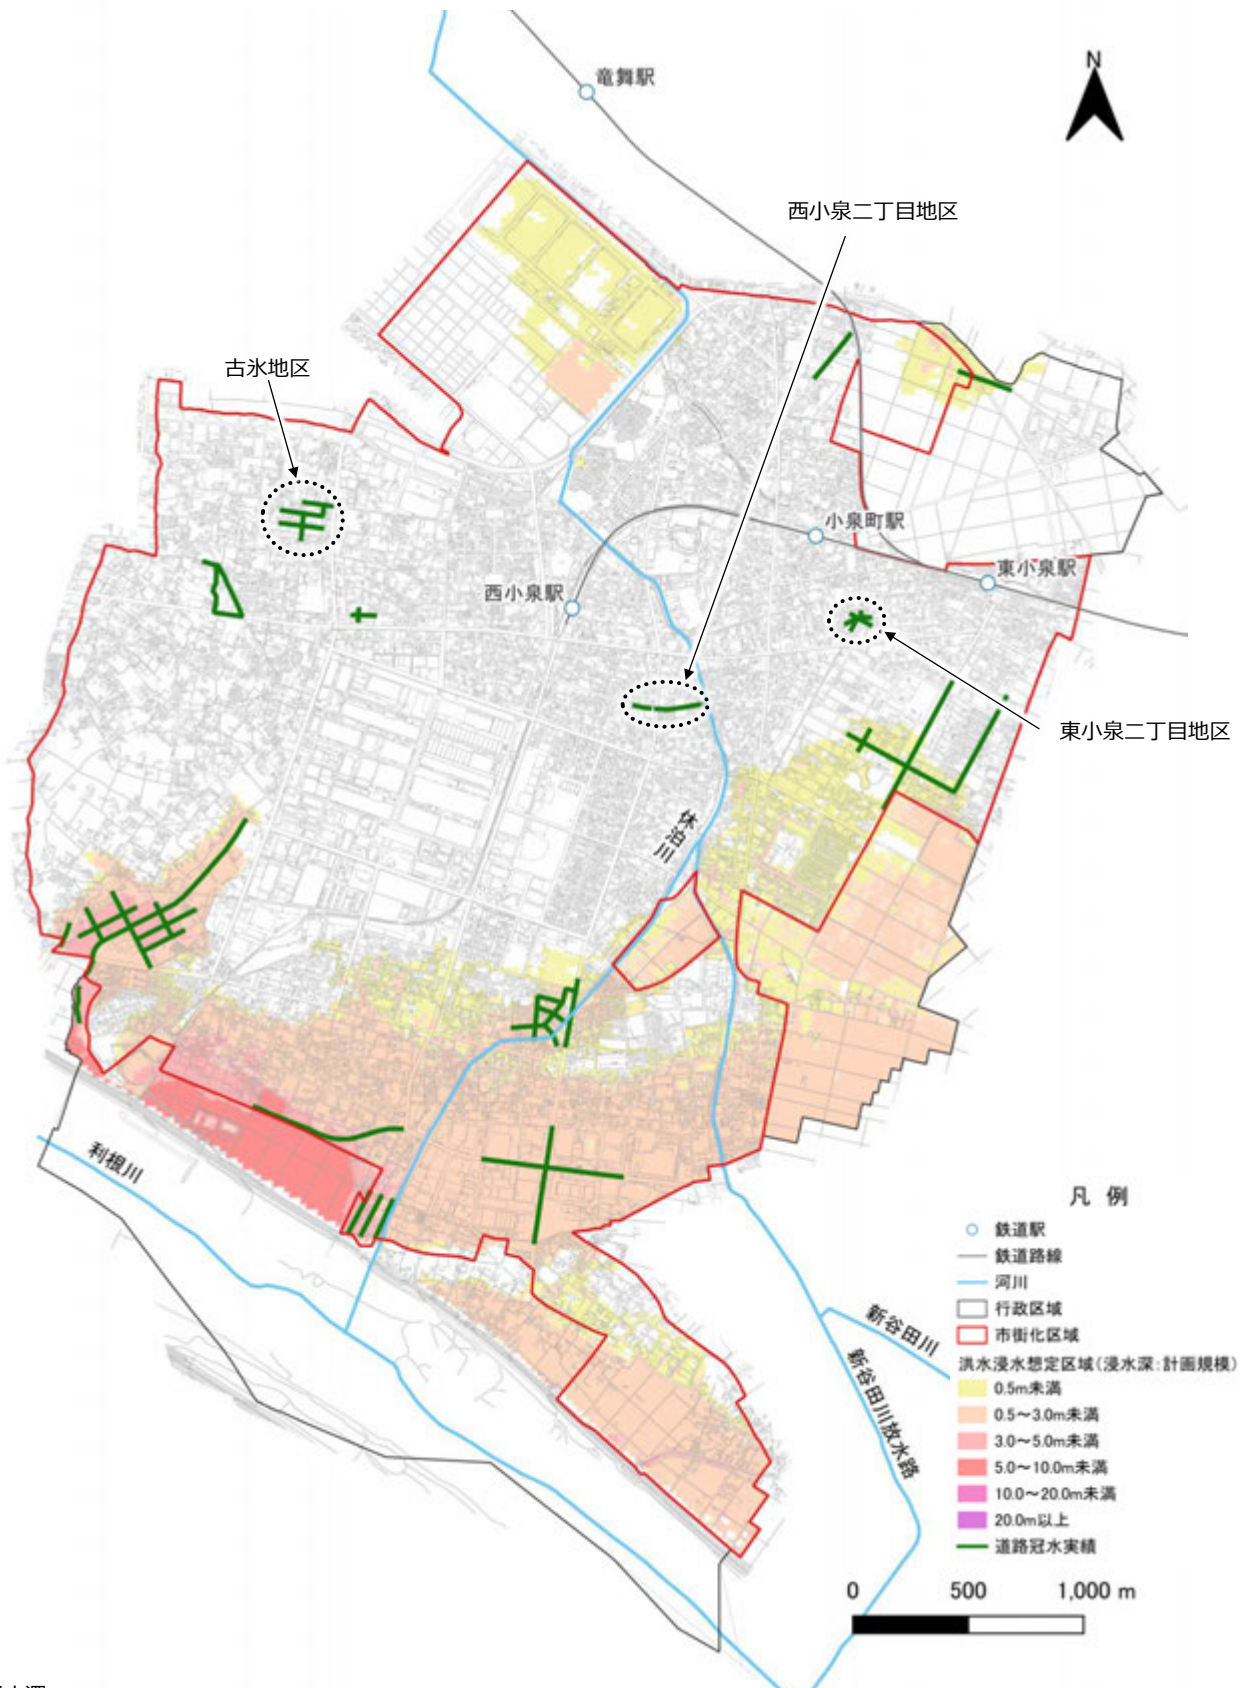 竜舞駅
N
西小泉二丁目地区
古氷地区
小泉町駅
東小泉駅
西小泉駅
東小泉二丁目地区
休泊川
利根川
新谷田川
新谷田川放水路
凡 例
鉄道駅
鉄道路線
河川
行政区域
市街化区域
洪水浸水想定区域(浸水深:計画規模)
0.5m未満
0.5~3.0m未満
3.0~5.0m未満
5.0~10.0m未満
10.0~20.0m未満
20.0m以上
道路冠水実績
0 500 1,000 m